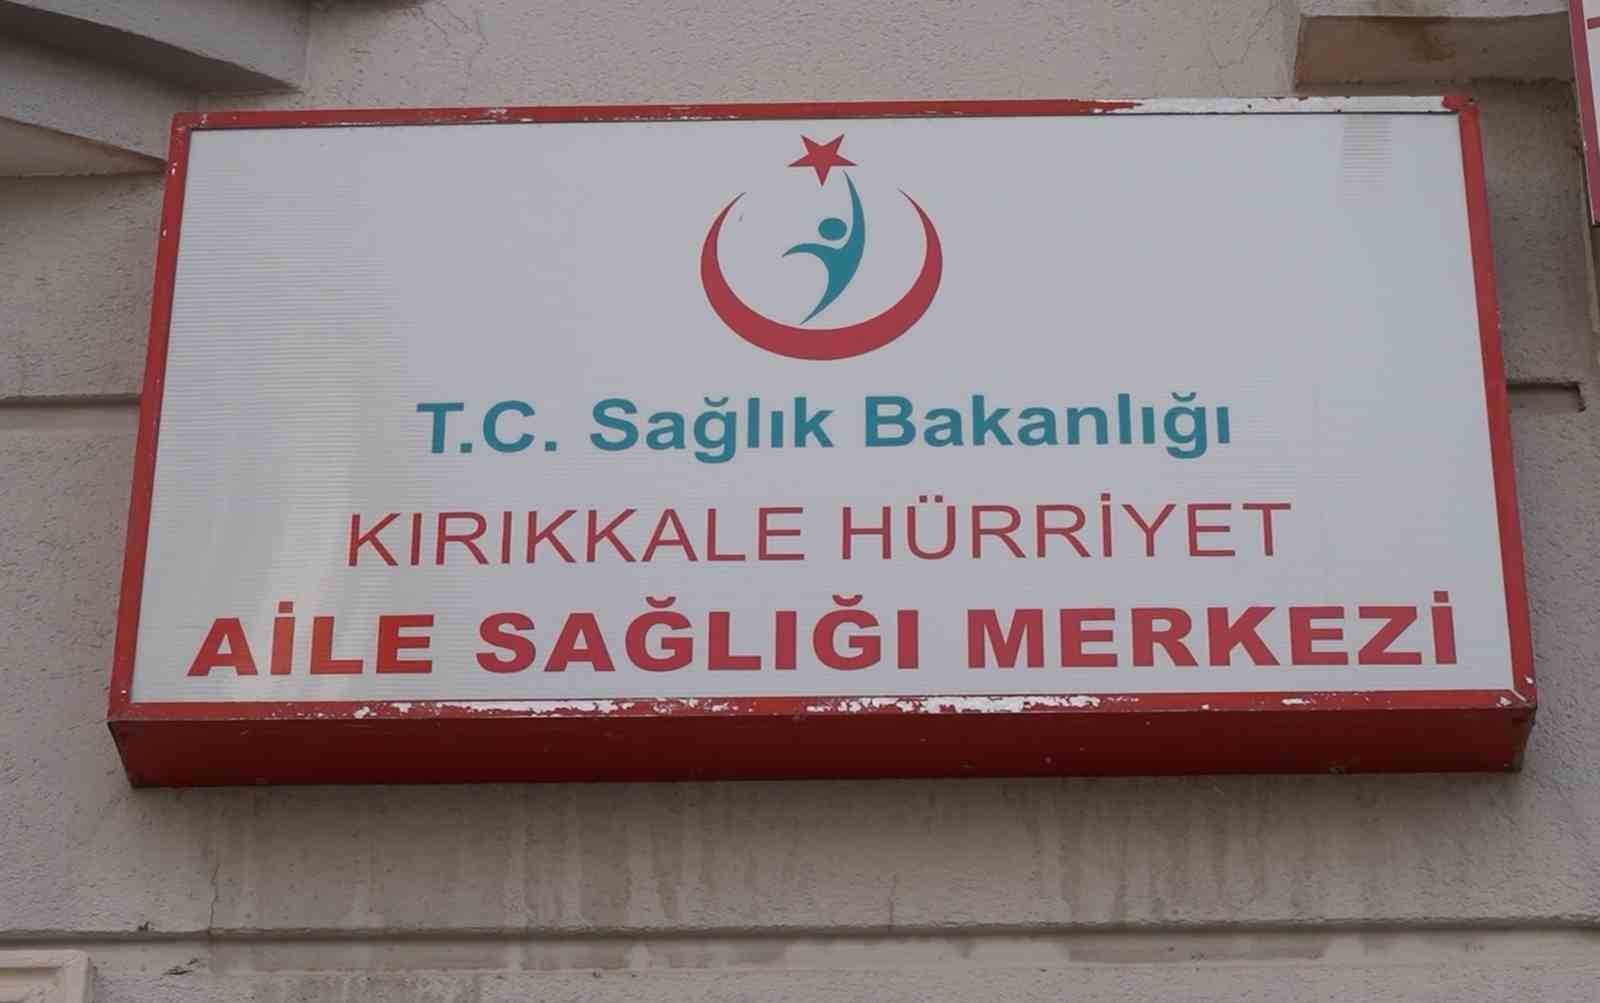 T.C. Sağlık Bakanlığı
KIRIKKALE HÜRRİYET
AİLE SAĞLIĞI MERKEZİ